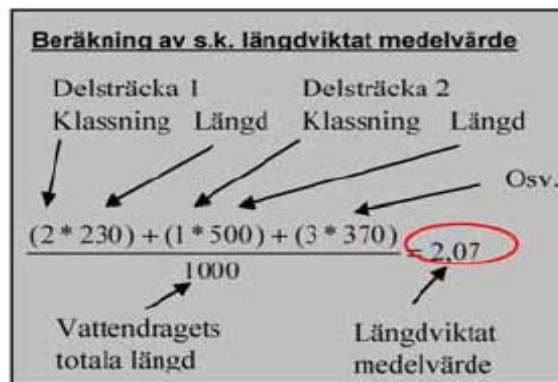 Beräkning av s.k. längdviktat medelvärde
Delsträcka 1 Delsträcka 2
Klassning Längd Klassning Längd
Osv.
(2 * 230) + (1 * 500) + (3 * 370)
= 2,07
1000
Vattendragets Längdviktat
totala längd medelvärde